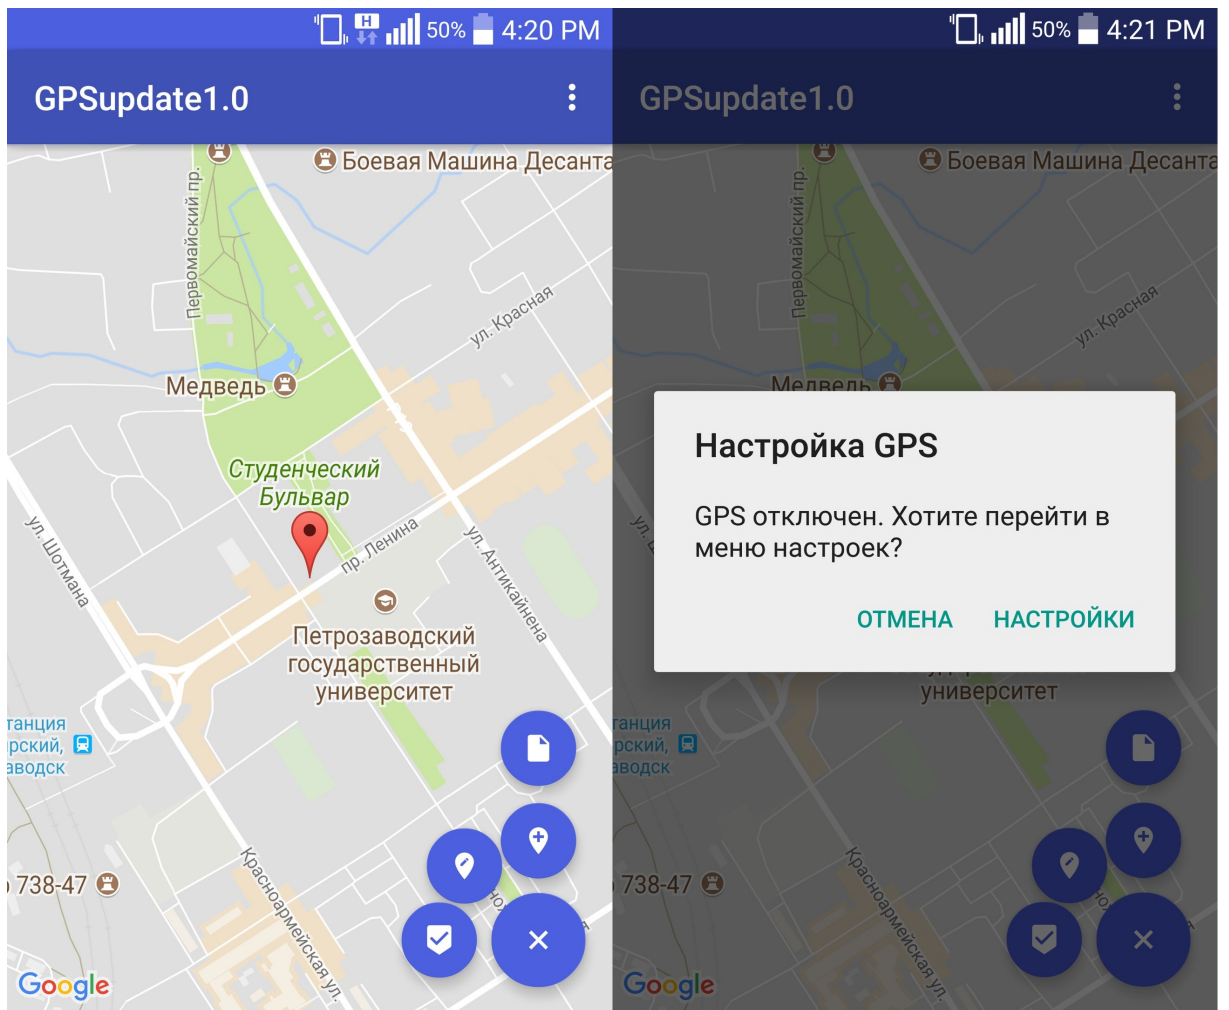 50%
4:20 PM
GPSupdate1.0
Боевая Машина Десанта
Первомайский пр.
ул. Красная
Медведь
Студенческий
Бульвар
пр. Ленина
ул. Шотмана
ул. Антикайнена
Петрозаводский
государственный
университет
танция
рский,
аводск
738-47
Красноармейская ул.
Google
50%
4:21 PM
GPSupdate1.0
Боевая Машина Десанта
Первомайский пр.
ул. Красная
Медведь
Настройка GPS
GPS отключен. Хотите перейти в
меню настроек?
ОТМЕНА НАСТРОЙКИ
университет
танция
рский,
аводск
738-47
Красноармейская ул.
Google